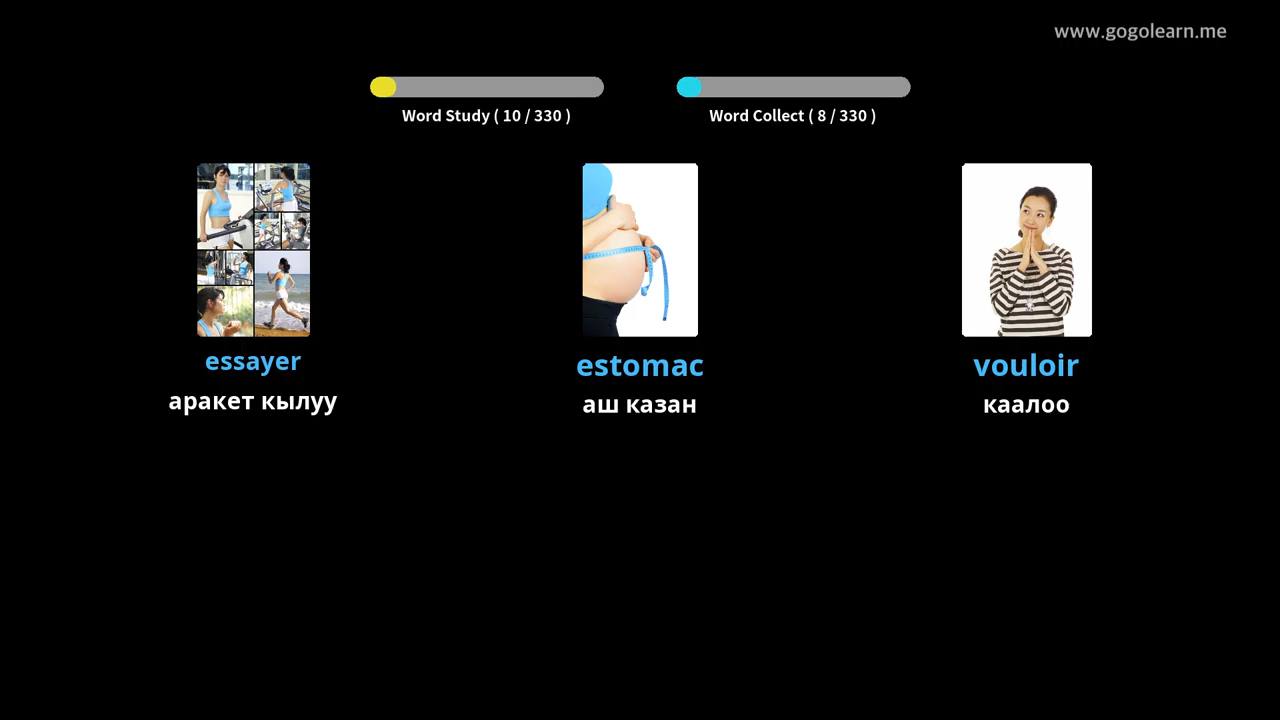 www.gogolearn.me
Word Study ( 10 / 330 )
Word Collect ( 8 / 330 )
essayer
estomac
vouloir
аракет кылуу
аш казан
каалоо